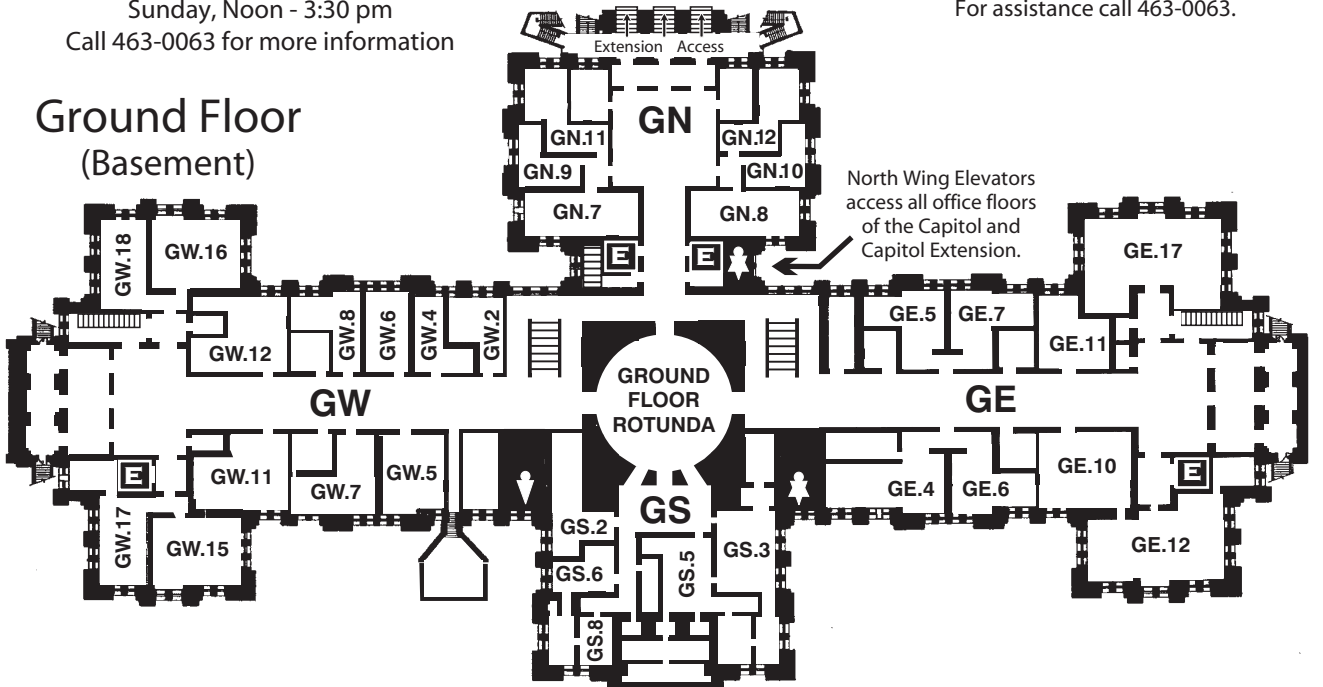 Sunday, Noon - 3:30 pm
Call 463-0063 for more information
For assistance call 463-0063.
Ground Floor
(Basement)
Extension Access
GN
GN.11
GN.12
GN.9
GN.10
GN.7
GN.8
E
E
North Wing Elevators
access all office floors
of the Capitol and
Capitol Extension.
GW.18
GW.16
GE.17
GW.12
GW.8
GW.6
GW.4
GW.2
GE.5
GE.7
GE.11
GW
GROUND
FLOOR
ROTUNDA
GE
E
GW.11
GW.7
GW.5
GE.4
GE.6
GE.10
E
GW.17
GW.15
GS
GS.2
GS.3
GS.5
GS.6
GS.8
GE.12